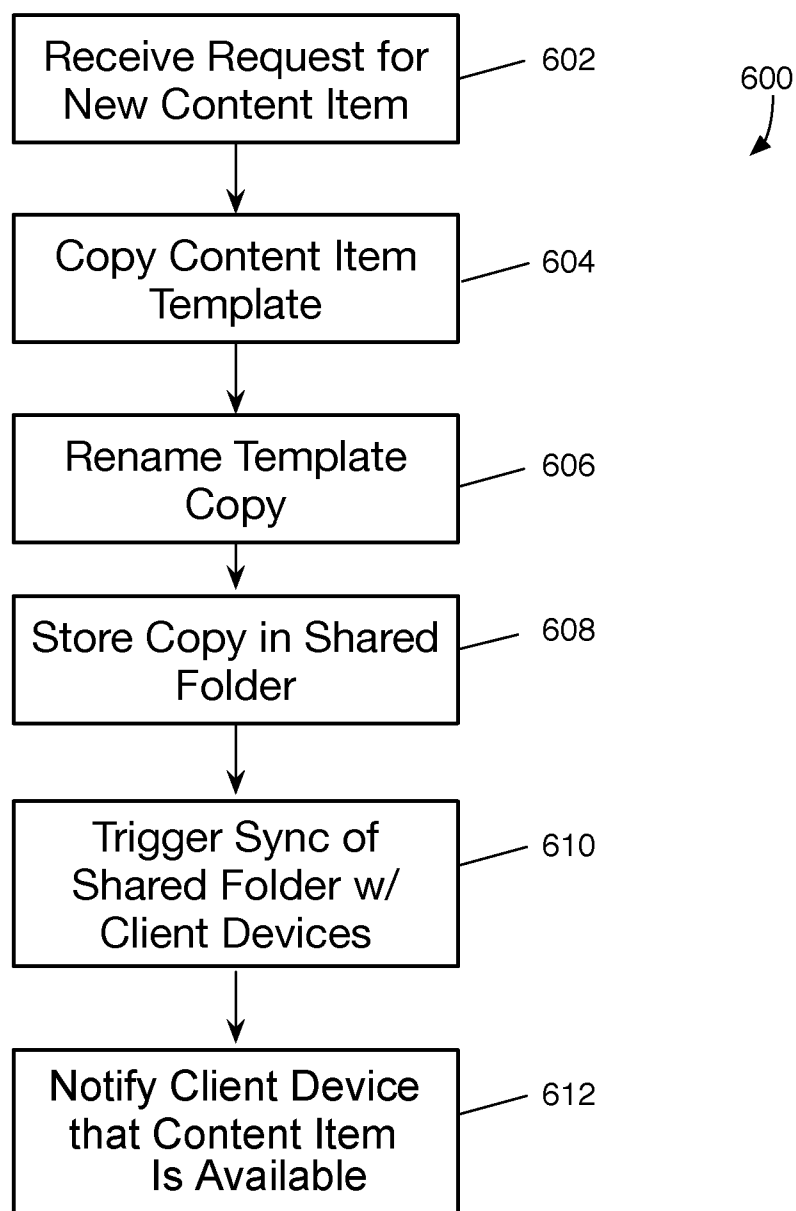 Receive Request for
New Content Item
602
600
Copy Content Item
Template
604
Rename Template
Copy
606
Store Copy in Shared
Folder
608
Trigger Sync of
Shared Folder w/
Client Devices
610
Notify Client Device
that Content Item
Is Available
612